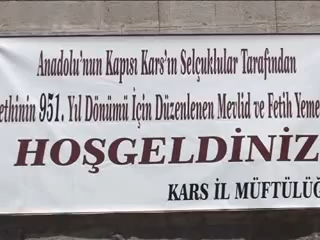 Anadolu'nun Kapısı Kars'ın Selçuklular Tarafından
ethinin 951. Yıl Dönümü İçin Düzenlenen Mevlid ve Fetih Yeme
HOŞGELDİNİZ
KARS İL MÜFTÜLÜĞ